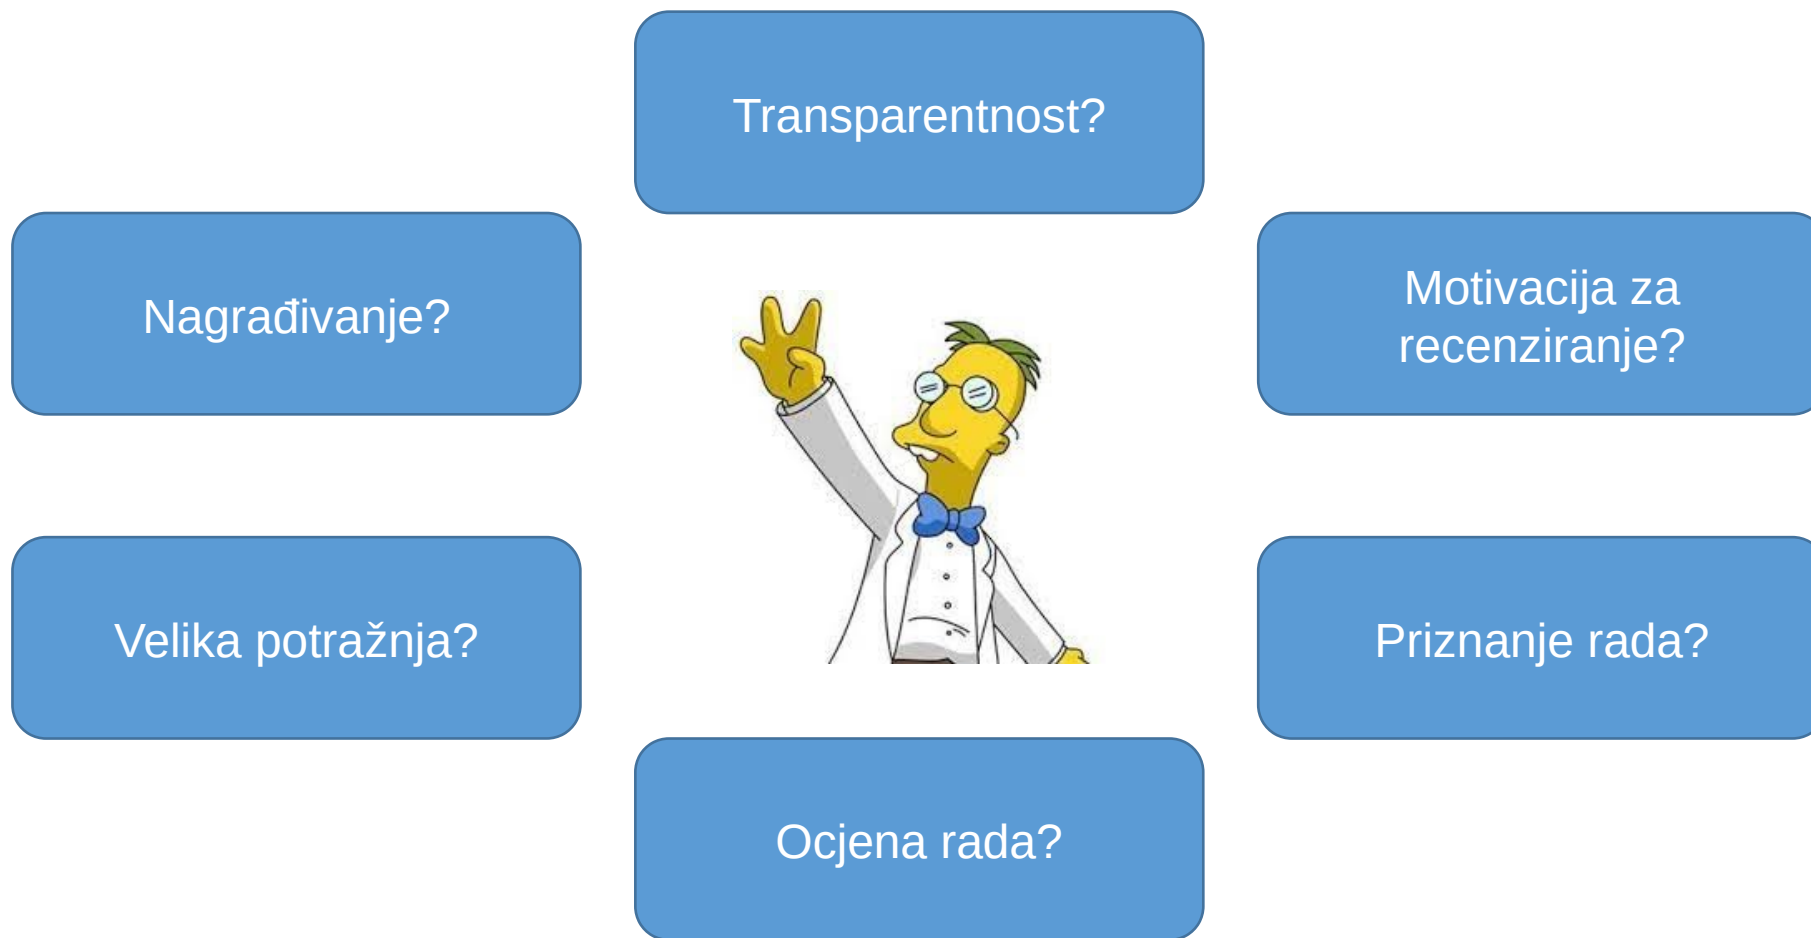 Transparentnost?
Nagrađivanje?
Motivacija za
recenziranje?
Velika potražnja?
Priznanje rada?
Ocjena rada?